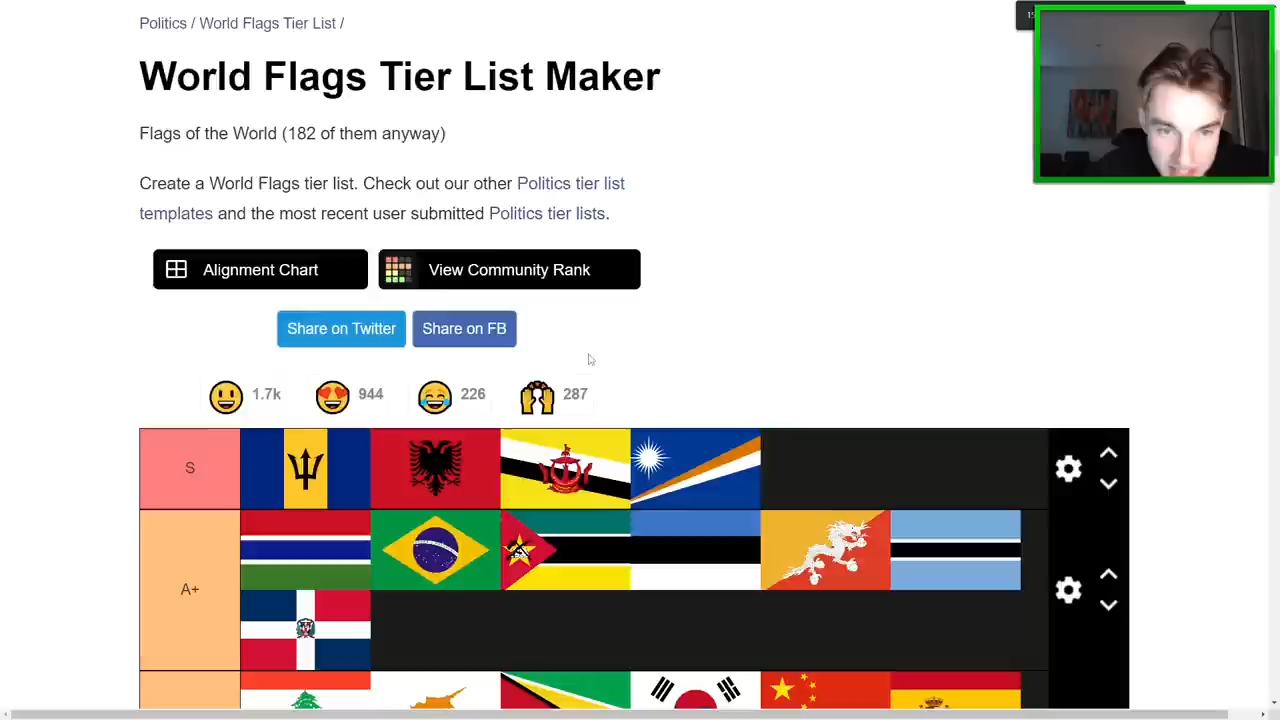 Politics / World Flags Tier List /
World Flags Tier List Maker
Flags of the World (182 of them anyway)
Create a World Flags tier list. Check out our other Politics tier list
templates and the most recent user submitted Politics tier lists.
Alignment Chart
View Community Rank
Share on Twitter
Share on FB
1.7k
944
226
287
S
A+